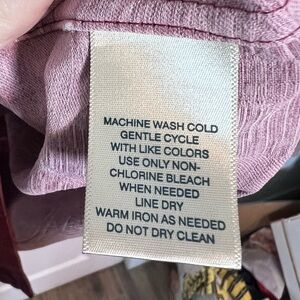 MACHINE WASH COLD
GENTLE CYCLE
WITH LIKE COLORS
USE ONLY NON-
CHLORINE BLEACH
WHEN NEEDED
LINE DRY
WARM IRON AS NEEDED
DO NOT DRY CLEAN